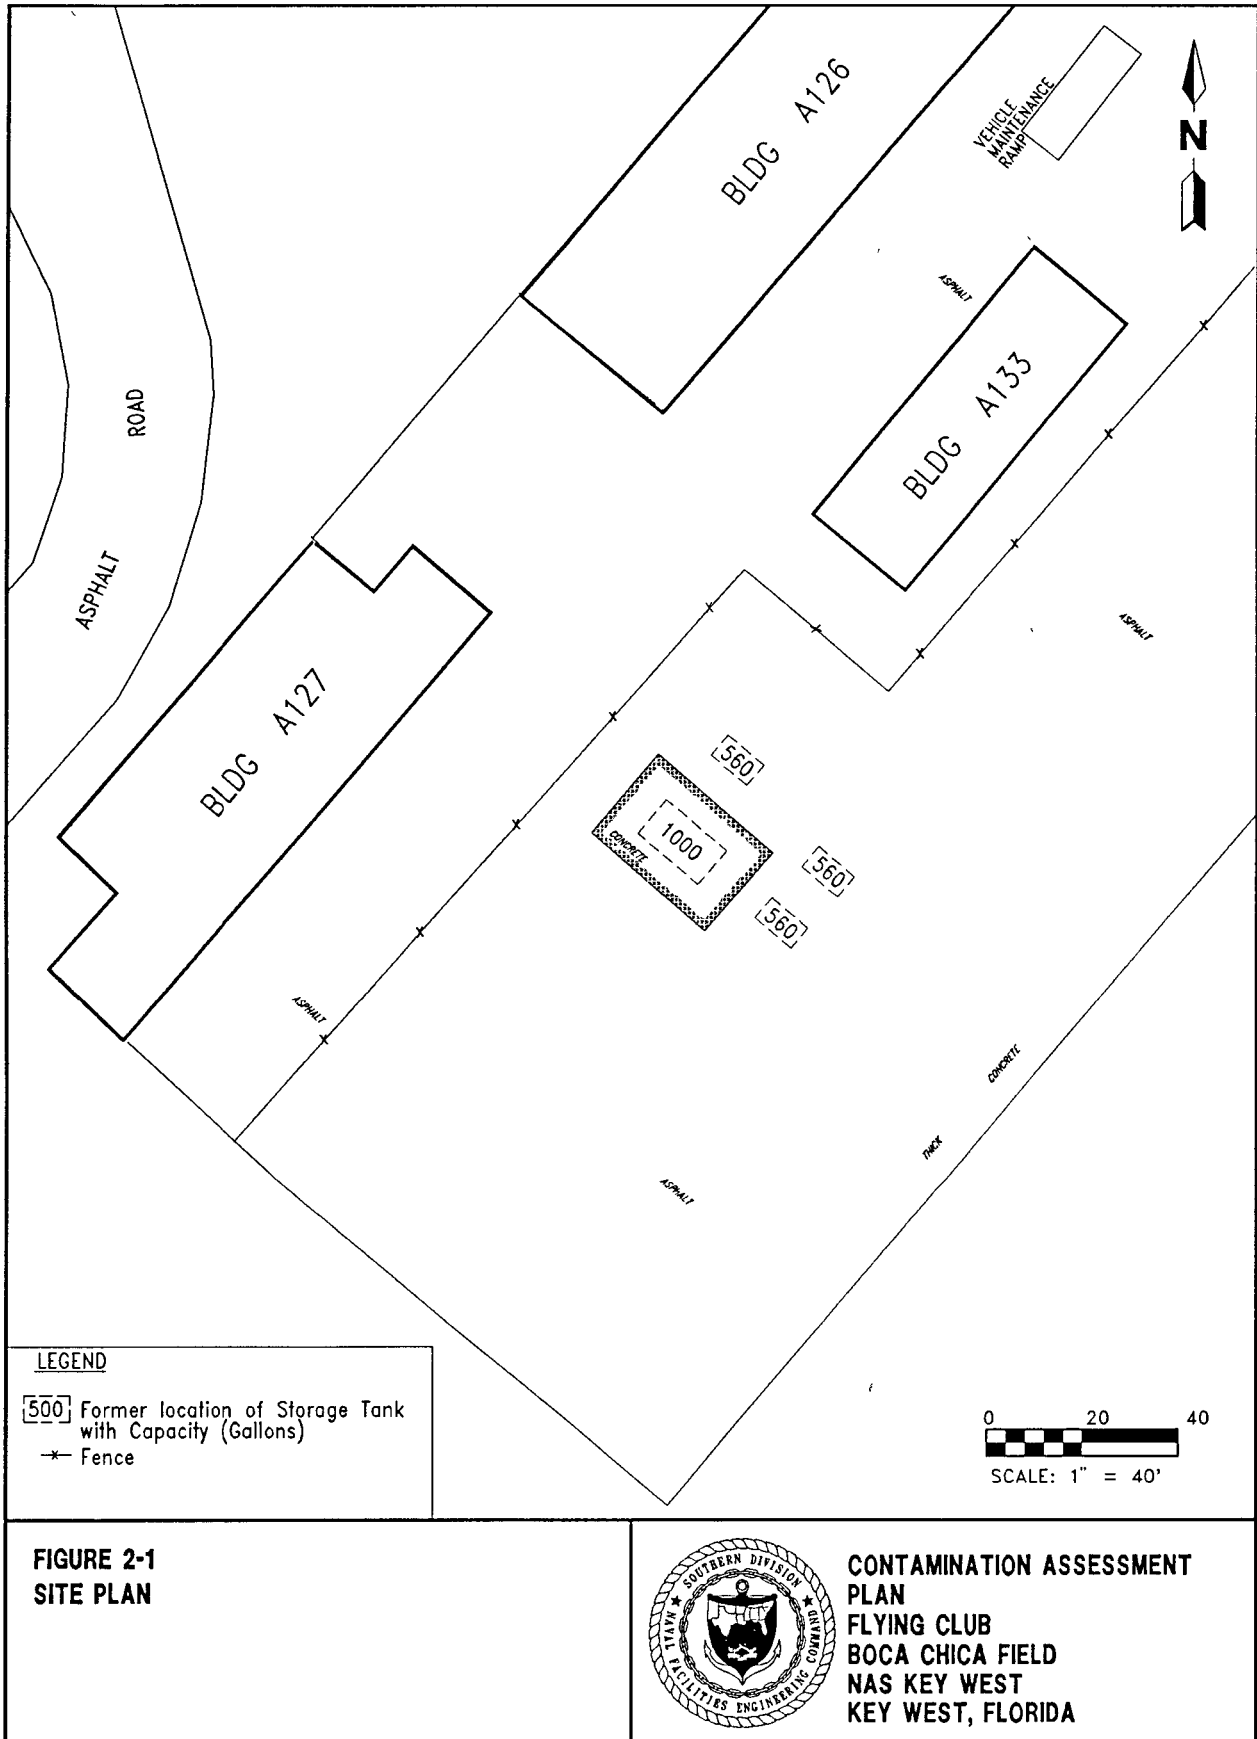 BLDG A126
VEHICLE
MAINTENANCE
RAMP
N
ASPHALT
BLDG A133
ASPHALT ROAD
ASPHALT
BLDG A127
560
1000
CONCRETE
560
560
ASPHALT
THICK CONCRETE
ASPHALT
LEGEND
500 Former location of Storage Tank
with Capacity (Gallons)
Fence
0 20 40
SCALE: 1" = 40'
FIGURE 2-1
SITE PLAN
SOUTHERN DIVISION
NAVAL FACILITIES ENGINEERING COMMAND
CONTAMINATION ASSESSMENT
PLAN
FLYING CLUB
BOCA CHICA FIELD
NAS KEY WEST
KEY WEST, FLORIDA